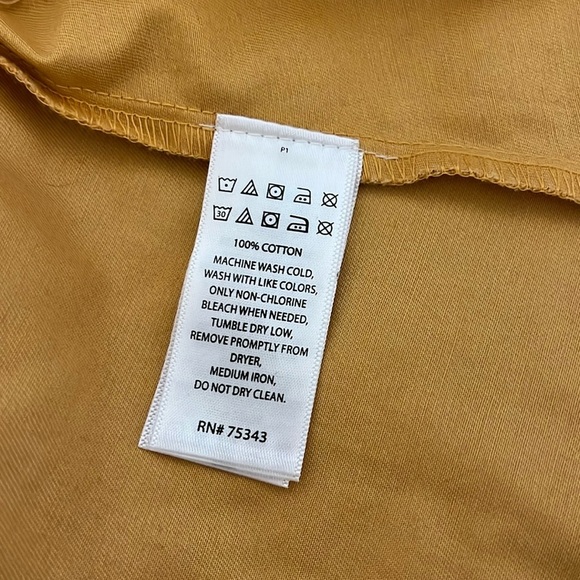 P1
30
100% COTTON
MACHINE WASH COLD,
WASH WITH LIKE COLORS,
ONLY NON-CHLORINE
BLEACH WHEN NEEDED,
TUMBLE DRY LOW,
REMOVE PROMPTLY FROM
DRYER,
MEDIUM IRON,
DO NOT DRY CLEAN.
RN# 75343